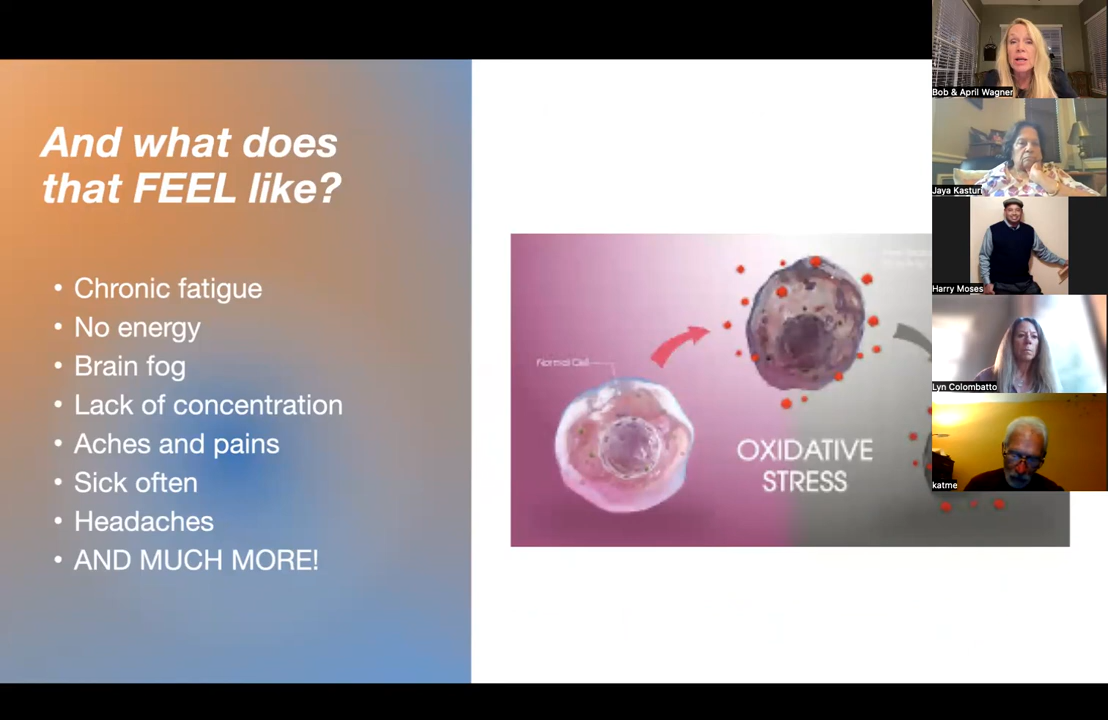 And what does
that FEEL like?
• Chronic fatigue
• No energy
• Brain fog
• Lack of concentration
• Aches and pains
• Sick often
• Headaches
• AND MUCH MORE!
Normal Cell
OXIDATIVE
STRESS
Bob & April Wagner
Jaya Kasturi
Harry Moses
Lyn Colombatto
katme